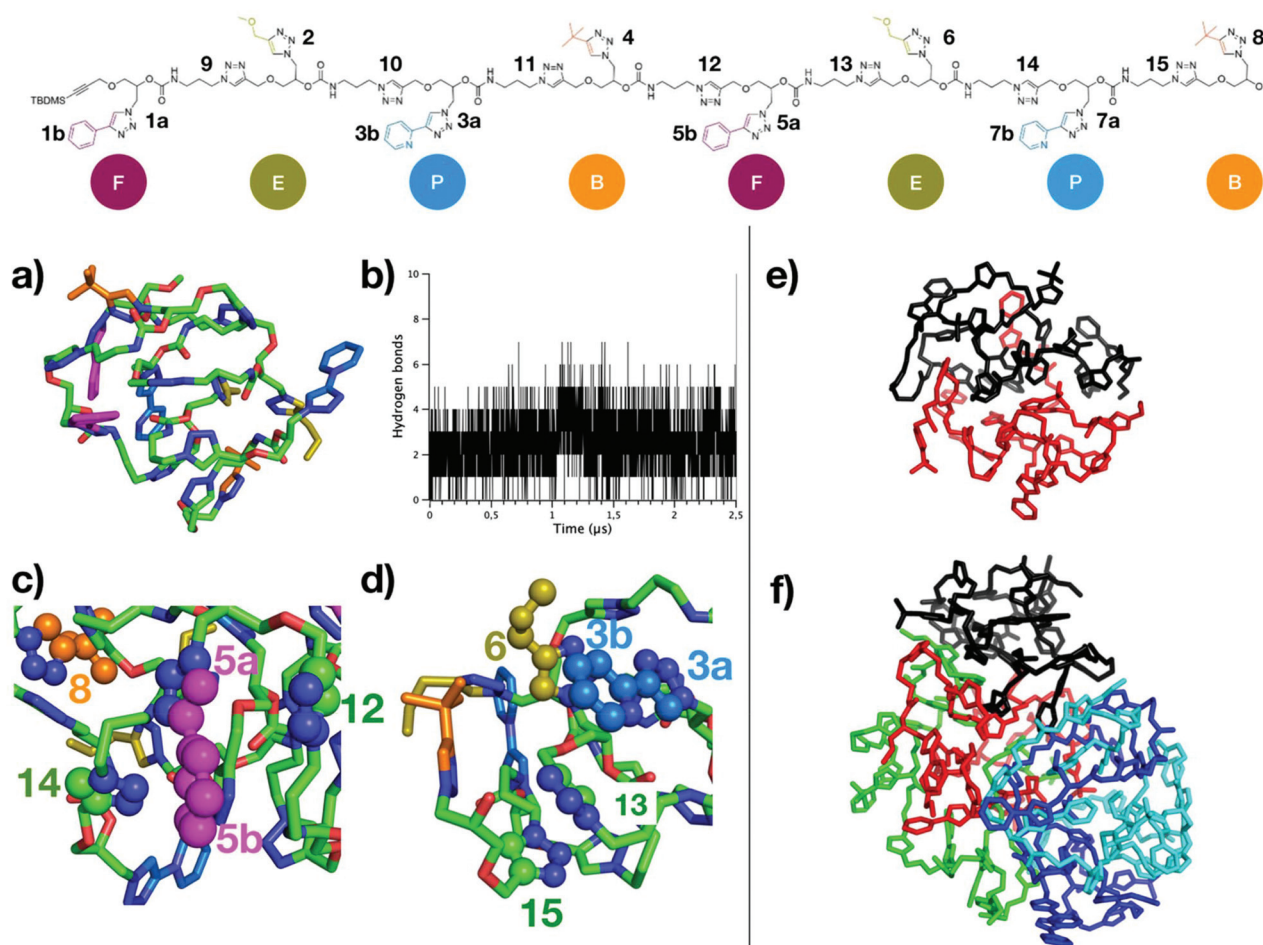 2 4 6 8
9 10 11 12 13 14 15
TBDMS
1b 1a 3b 3a 5b 5a 7b 7a
F E P B F E P B
a)
b)
Hydrogen bonds
10
8
6
4
2
0
0 0,5 1 1,5 2 2,5
Time (µs)
c)
8
5a
12
14
5b
d)
6
3b
3a
13
15
e)
f)